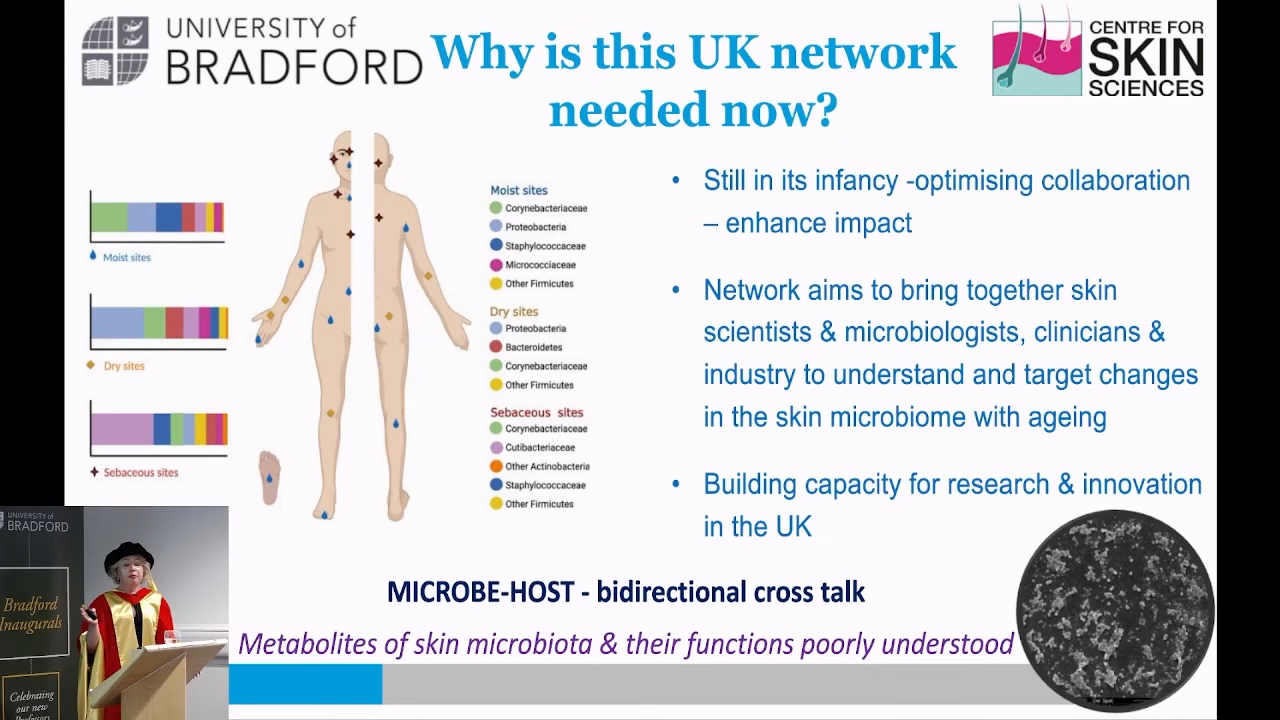 UNIVERSITY of
BRADFORD
Why is this UK network
needed now?
CENTRE FOR
SKIN
SCIENCES
Moist sites
Dry sites
Sebaceous sites
Moist sites
Corynebacteriaceae
Proteobacteria
Staphylococcaceae
Micrococciaceae
Other Firmicutes
Dry sites
Proteobacteria
Bacteroidetes
Corynebacteriaceae
Other Firmicutes
Sebaceous sites
Corynebacteriaceae
Cutibacteriaceae
Other Actinobacteria
Staphylococcaceae
Other Firmicutes
• Still in its infancy -optimising collaboration
– enhance impact
• Network aims to bring together skin
scientists & microbiologists, clinicians &
industry to understand and target changes
in the skin microbiome with ageing
• Building capacity for research & innovation
in the UK
MICROBE-HOST - bidirectional cross talk
Metabolites of skin microbiota & their functions poorly understood
UNIVERSITY of
BRADFORD
Bradford
Inaugurals
Celebrating
our new